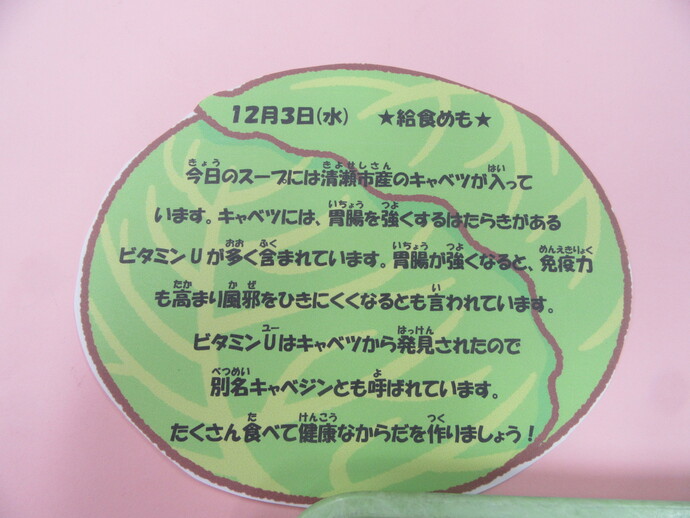 12月3日(水) ★給食めも★
今日のスープには清瀬市産のキャベツが入って
います。キャベツには、胃腸を強くするはたらきがある
ビタミンUが多く含まれています。胃腸が強くなると、免疫力
も高まり風邪をひきにくくなるとも言われています。
ビタミンUはキャベツから発見されたので
別名キャベジンとも呼ばれています。
たくさん食べて健康なからだを作りましょう！